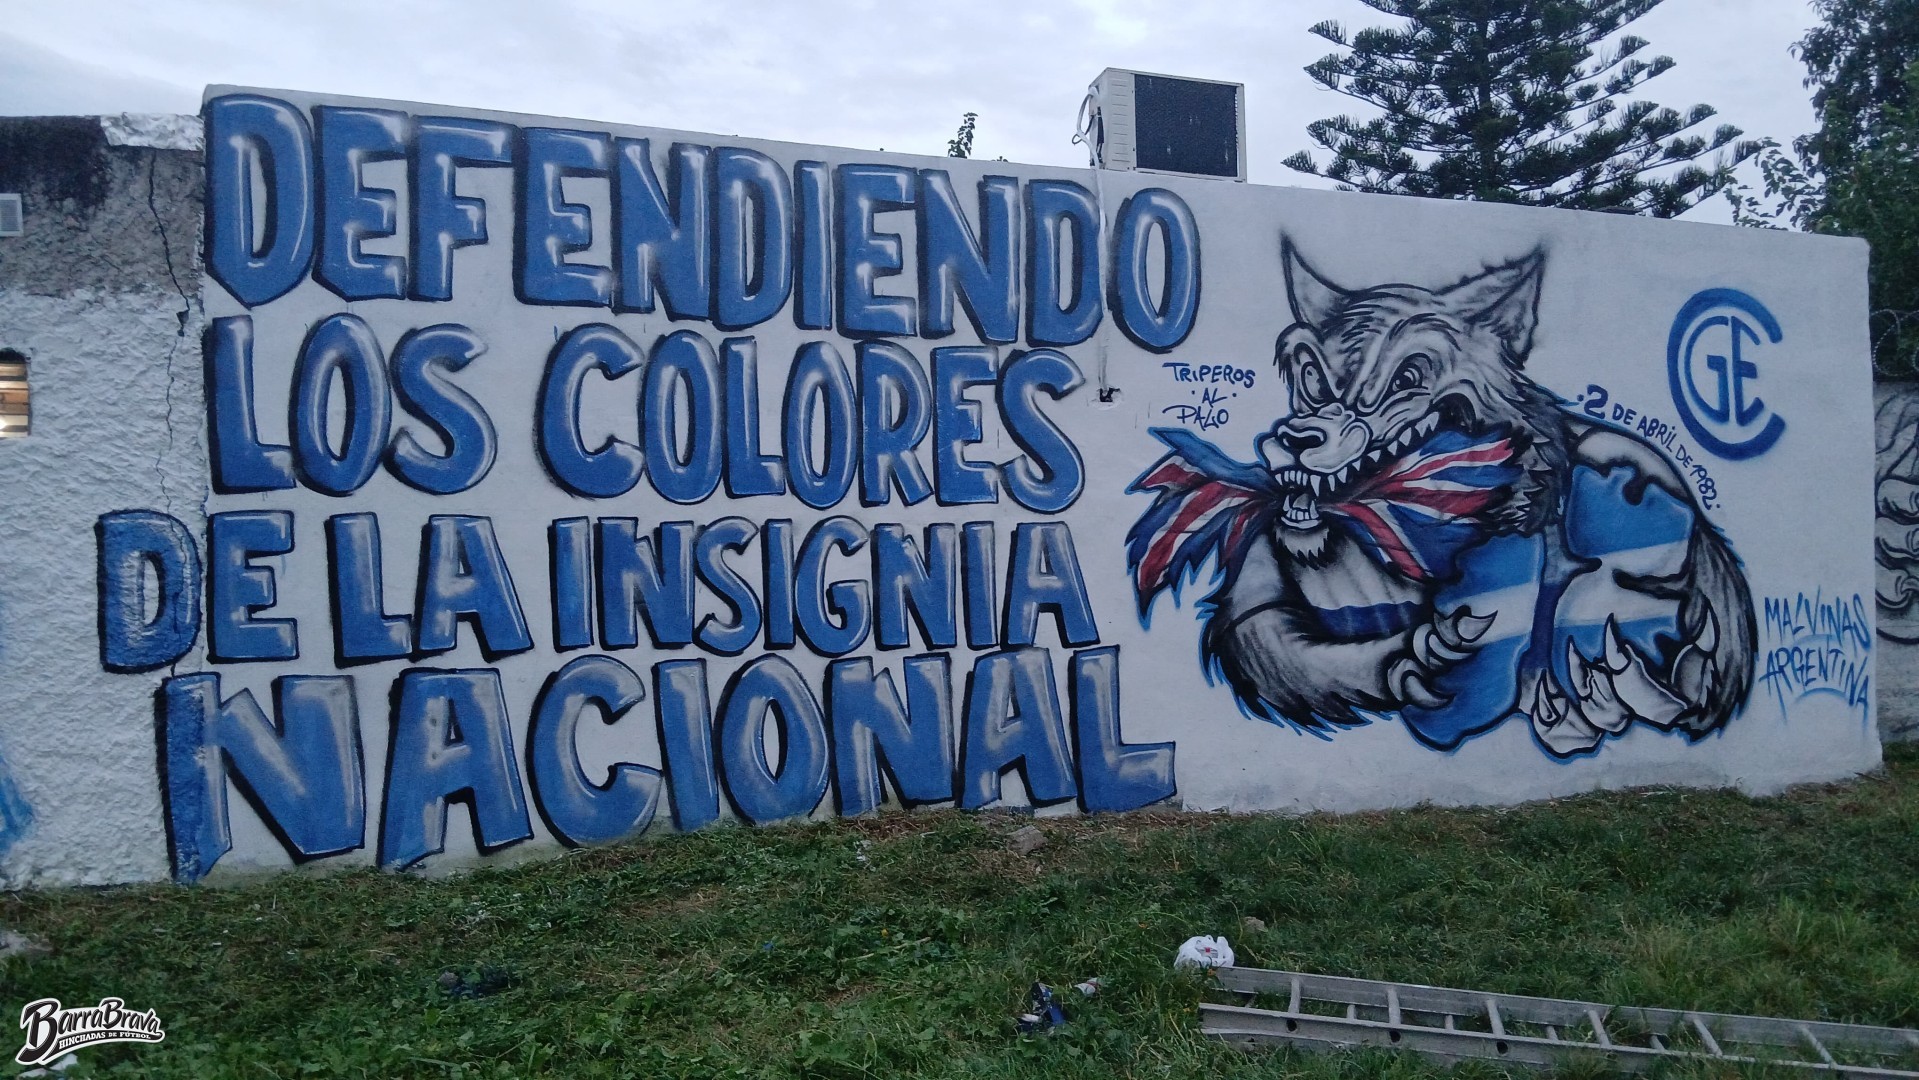 DEFENDIENDO
LOS COLORES
DE LA INSIGNIA
NACIONAL
TRIPEROS
·AL·
PALO
·2 DE ABRIL DE 1982·
CGE
MALVINAS
ARGENTINA
BarraBrava
HINCHADAS DE FÚTBOL